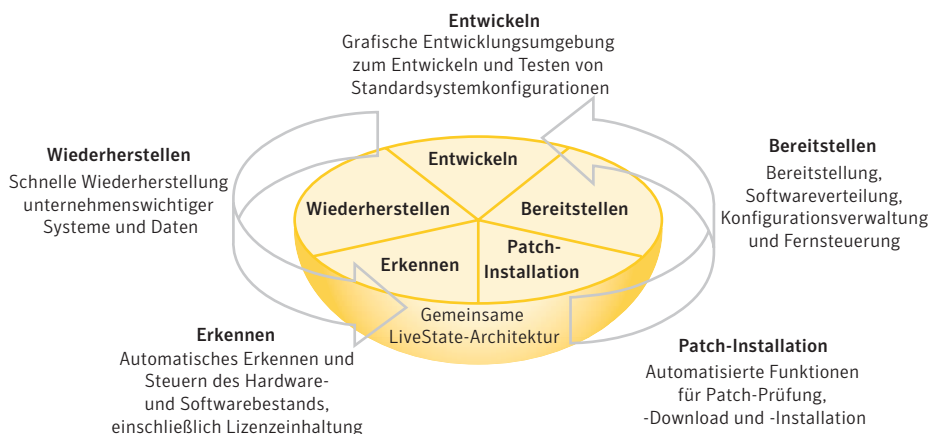 Entwickeln
Grafische Entwicklungsumgebung
zum Entwickeln und Testen von
Standardsystemkonfigurationen
Wiederherstellen
Schnelle Wiederherstellung
unternehmenswichtiger
Systeme und Daten
Bereitstellen
Bereitstellung,
Softwareverteilung,
Konfigurationsverwaltung
und Fernsteuerung
Entwickeln
Wiederherstellen
Bereitstellen
Erkennen
Patch-
Installation
Gemeinsame
LiveState-Architektur
Erkennen
Automatisches Erkennen und
Steuern des Hardware-
und Softwarebestands,
einschließlich Lizenzeinhaltung
Patch-Installation
Automatisierte Funktionen
für Patch-Prüfung,
-Download und -Installation